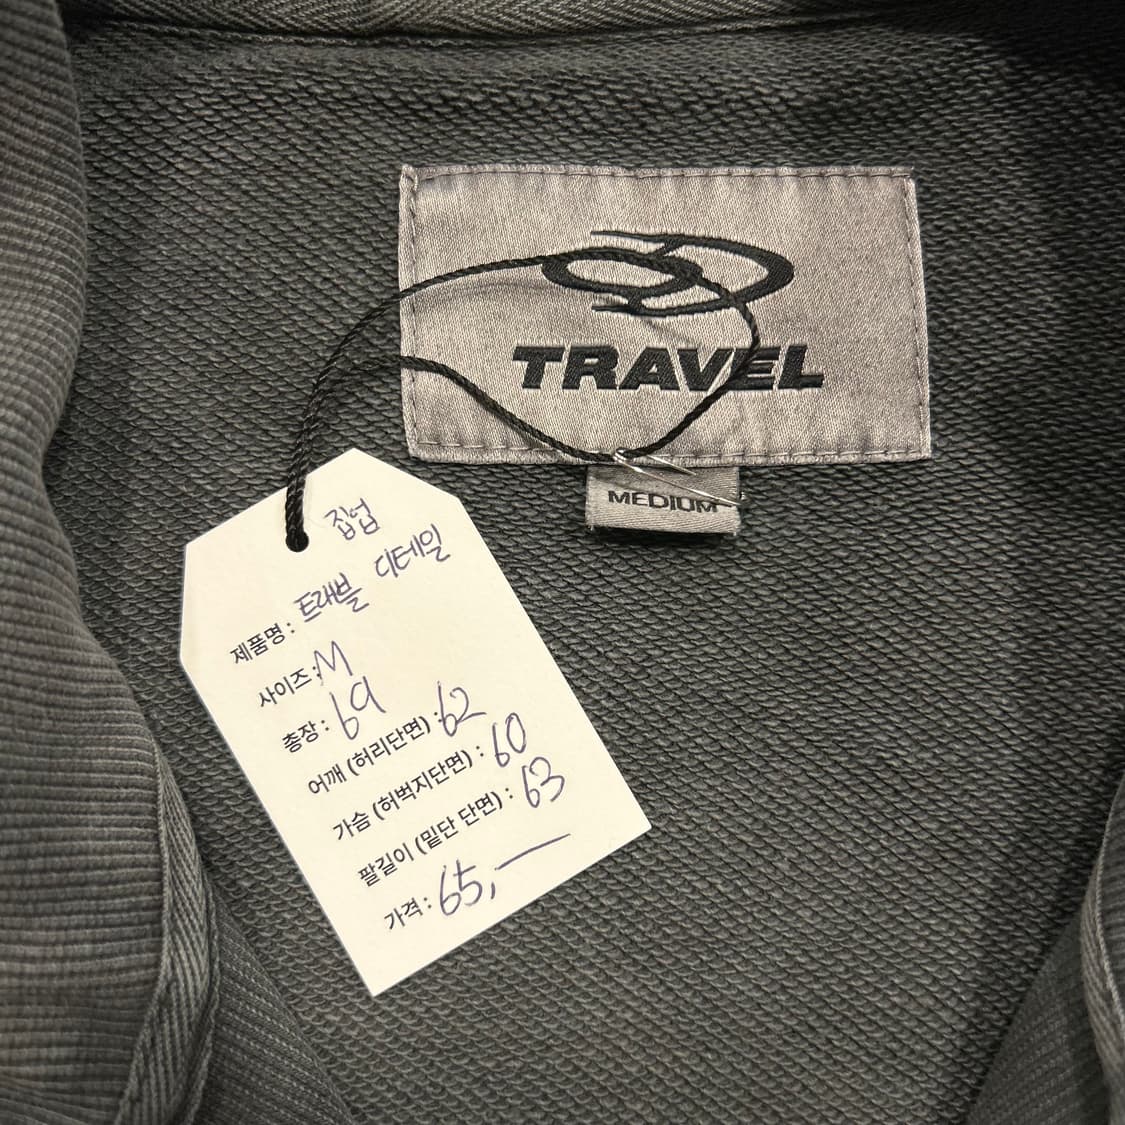 TRAVEL
MEDIUM
집업
제품명 : 트래블 디테일
사이즈 : M
총장 : 69
어깨 (허리단면) : 62
가슴 (허벅지단면) : 60
팔길이 (밑단 단면) : 63
가격 : 65,—